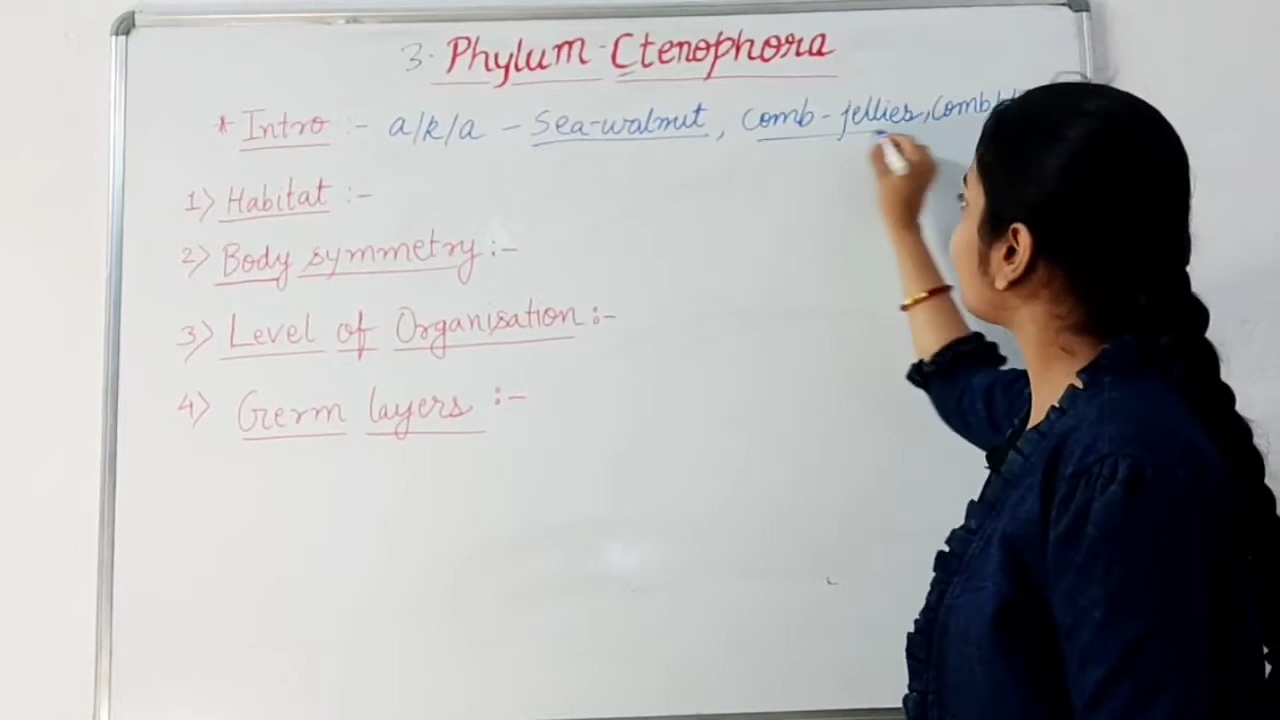 3. Phylum-Ctenophora
* Intro :- a/k/a - Sea-walnut, comb-jellies, Comb
1) Habitat :-
2) Body symmetry :-
3) Level of Organisation :-
4) Germ layers :-